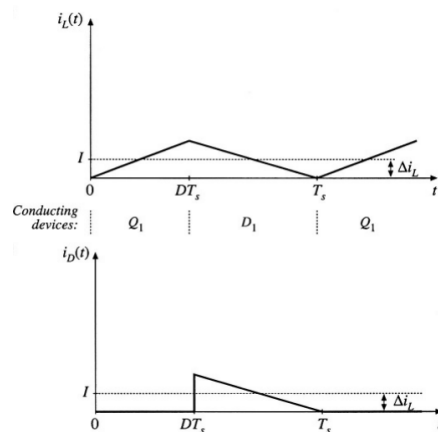 i_L(t)
I
Δi_L
0 DT_s T_s t
Conducting
devices: Q_1 D_1 Q_1
i_D(t)
I
Δi_L
0 DT_s T_s